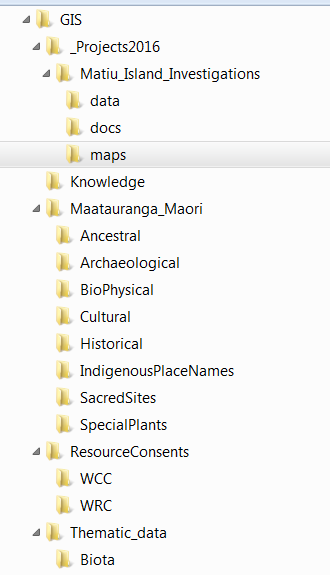 GIS
_Projects2016
Matiu_Island_Investigations
data
docs
maps
Knowledge
Maatauranga_Maori
Ancestral
Archaeological
BioPhysical
Cultural
Historical
IndigenousPlaceNames
SacredSites
SpecialPlants
ResourceConsents
WCC
WRC
Thematic_data
Biota